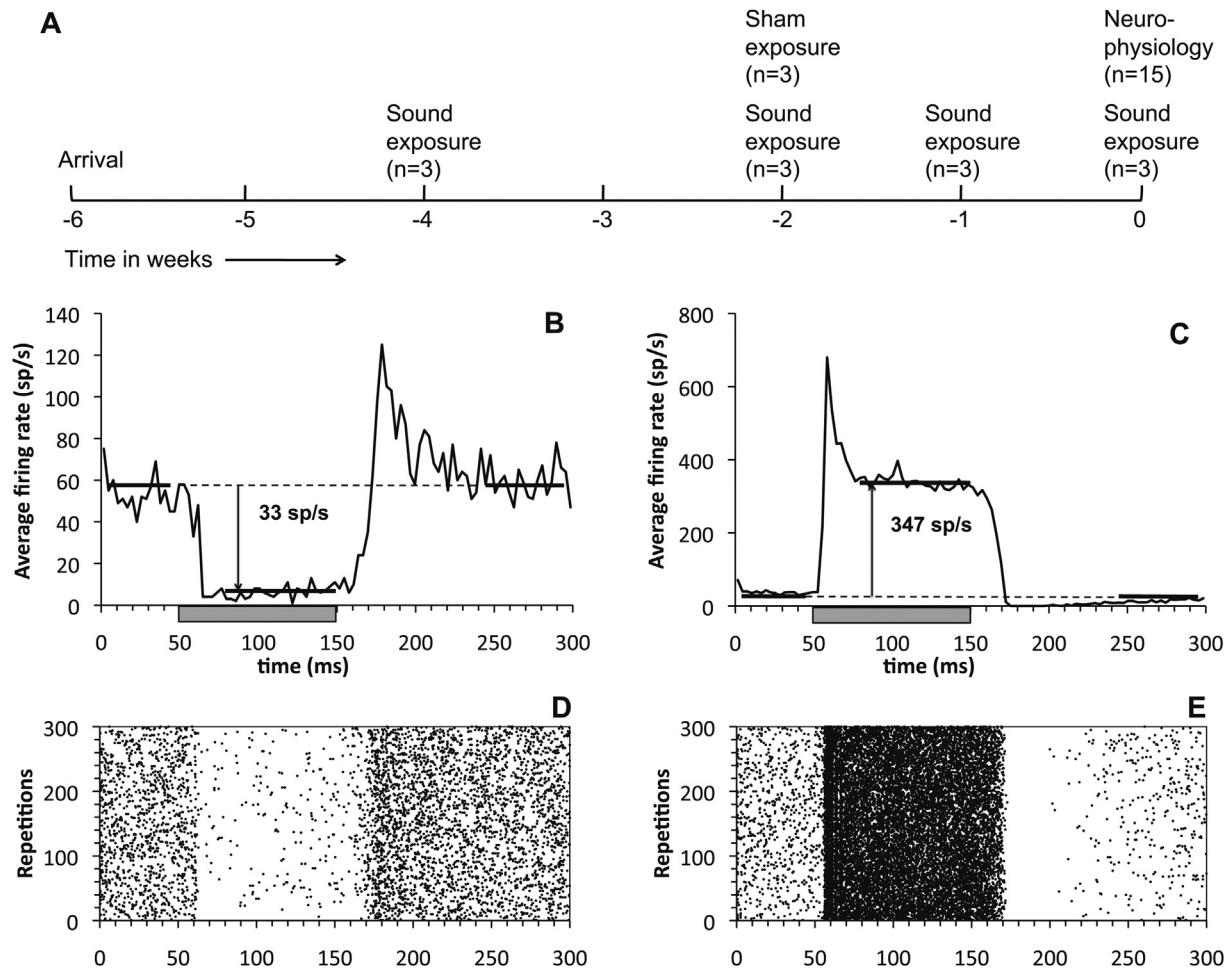 A
Sham
exposure
(n=3)
Neuro-
physiology
(n=15)
Arrival
Sound
exposure
(n=3)
Sound
exposure
(n=3)
Sound
exposure
(n=3)
Sound
exposure
(n=3)
-6 -5 -4 -3 -2 -1 0
Time in weeks
B
Average firing rate (sp/s)
140
120
100
80
60
40
20
0
33 sp/s
0 50 100 150 200 250 300
time (ms)
C
Average firing rate (sp/s)
800
600
400
200
0
347 sp/s
0 50 100 150 200 250 300
time (ms)
D
Repetitions
300
200
100
0
0 50 100 150 200 250 300
E
Repetitions
300
200
100
0
0 50 100 150 200 250 300